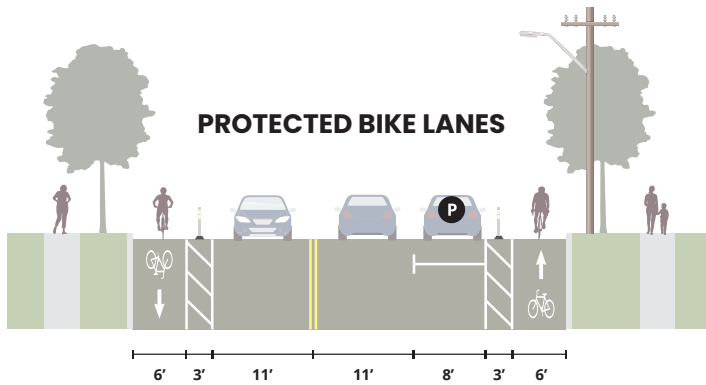 PROTECTED BIKE LANES
P
6’ 3’ 11’ 11’ 8’ 3’ 6’